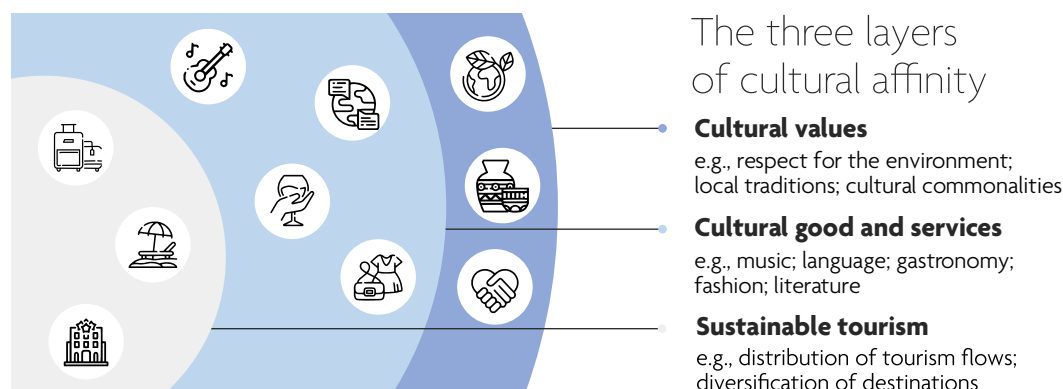 The three layers
of cultural affinity
Cultural values
e.g., respect for the environment;
local traditions; cultural commonalities
Cultural good and services
e.g., music; language; gastronomy;
fashion; literature
Sustainable tourism
e.g., distribution of tourism flows;
diversification of destinations